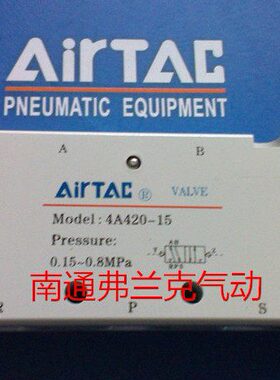 AirTAC
PNEUMATIC EQUIPMENT
A B
AirTAC ® VALVE
Model: 4A420-15
Pressure:
0.15~0.8MPa
南通弗兰克气动
R P S